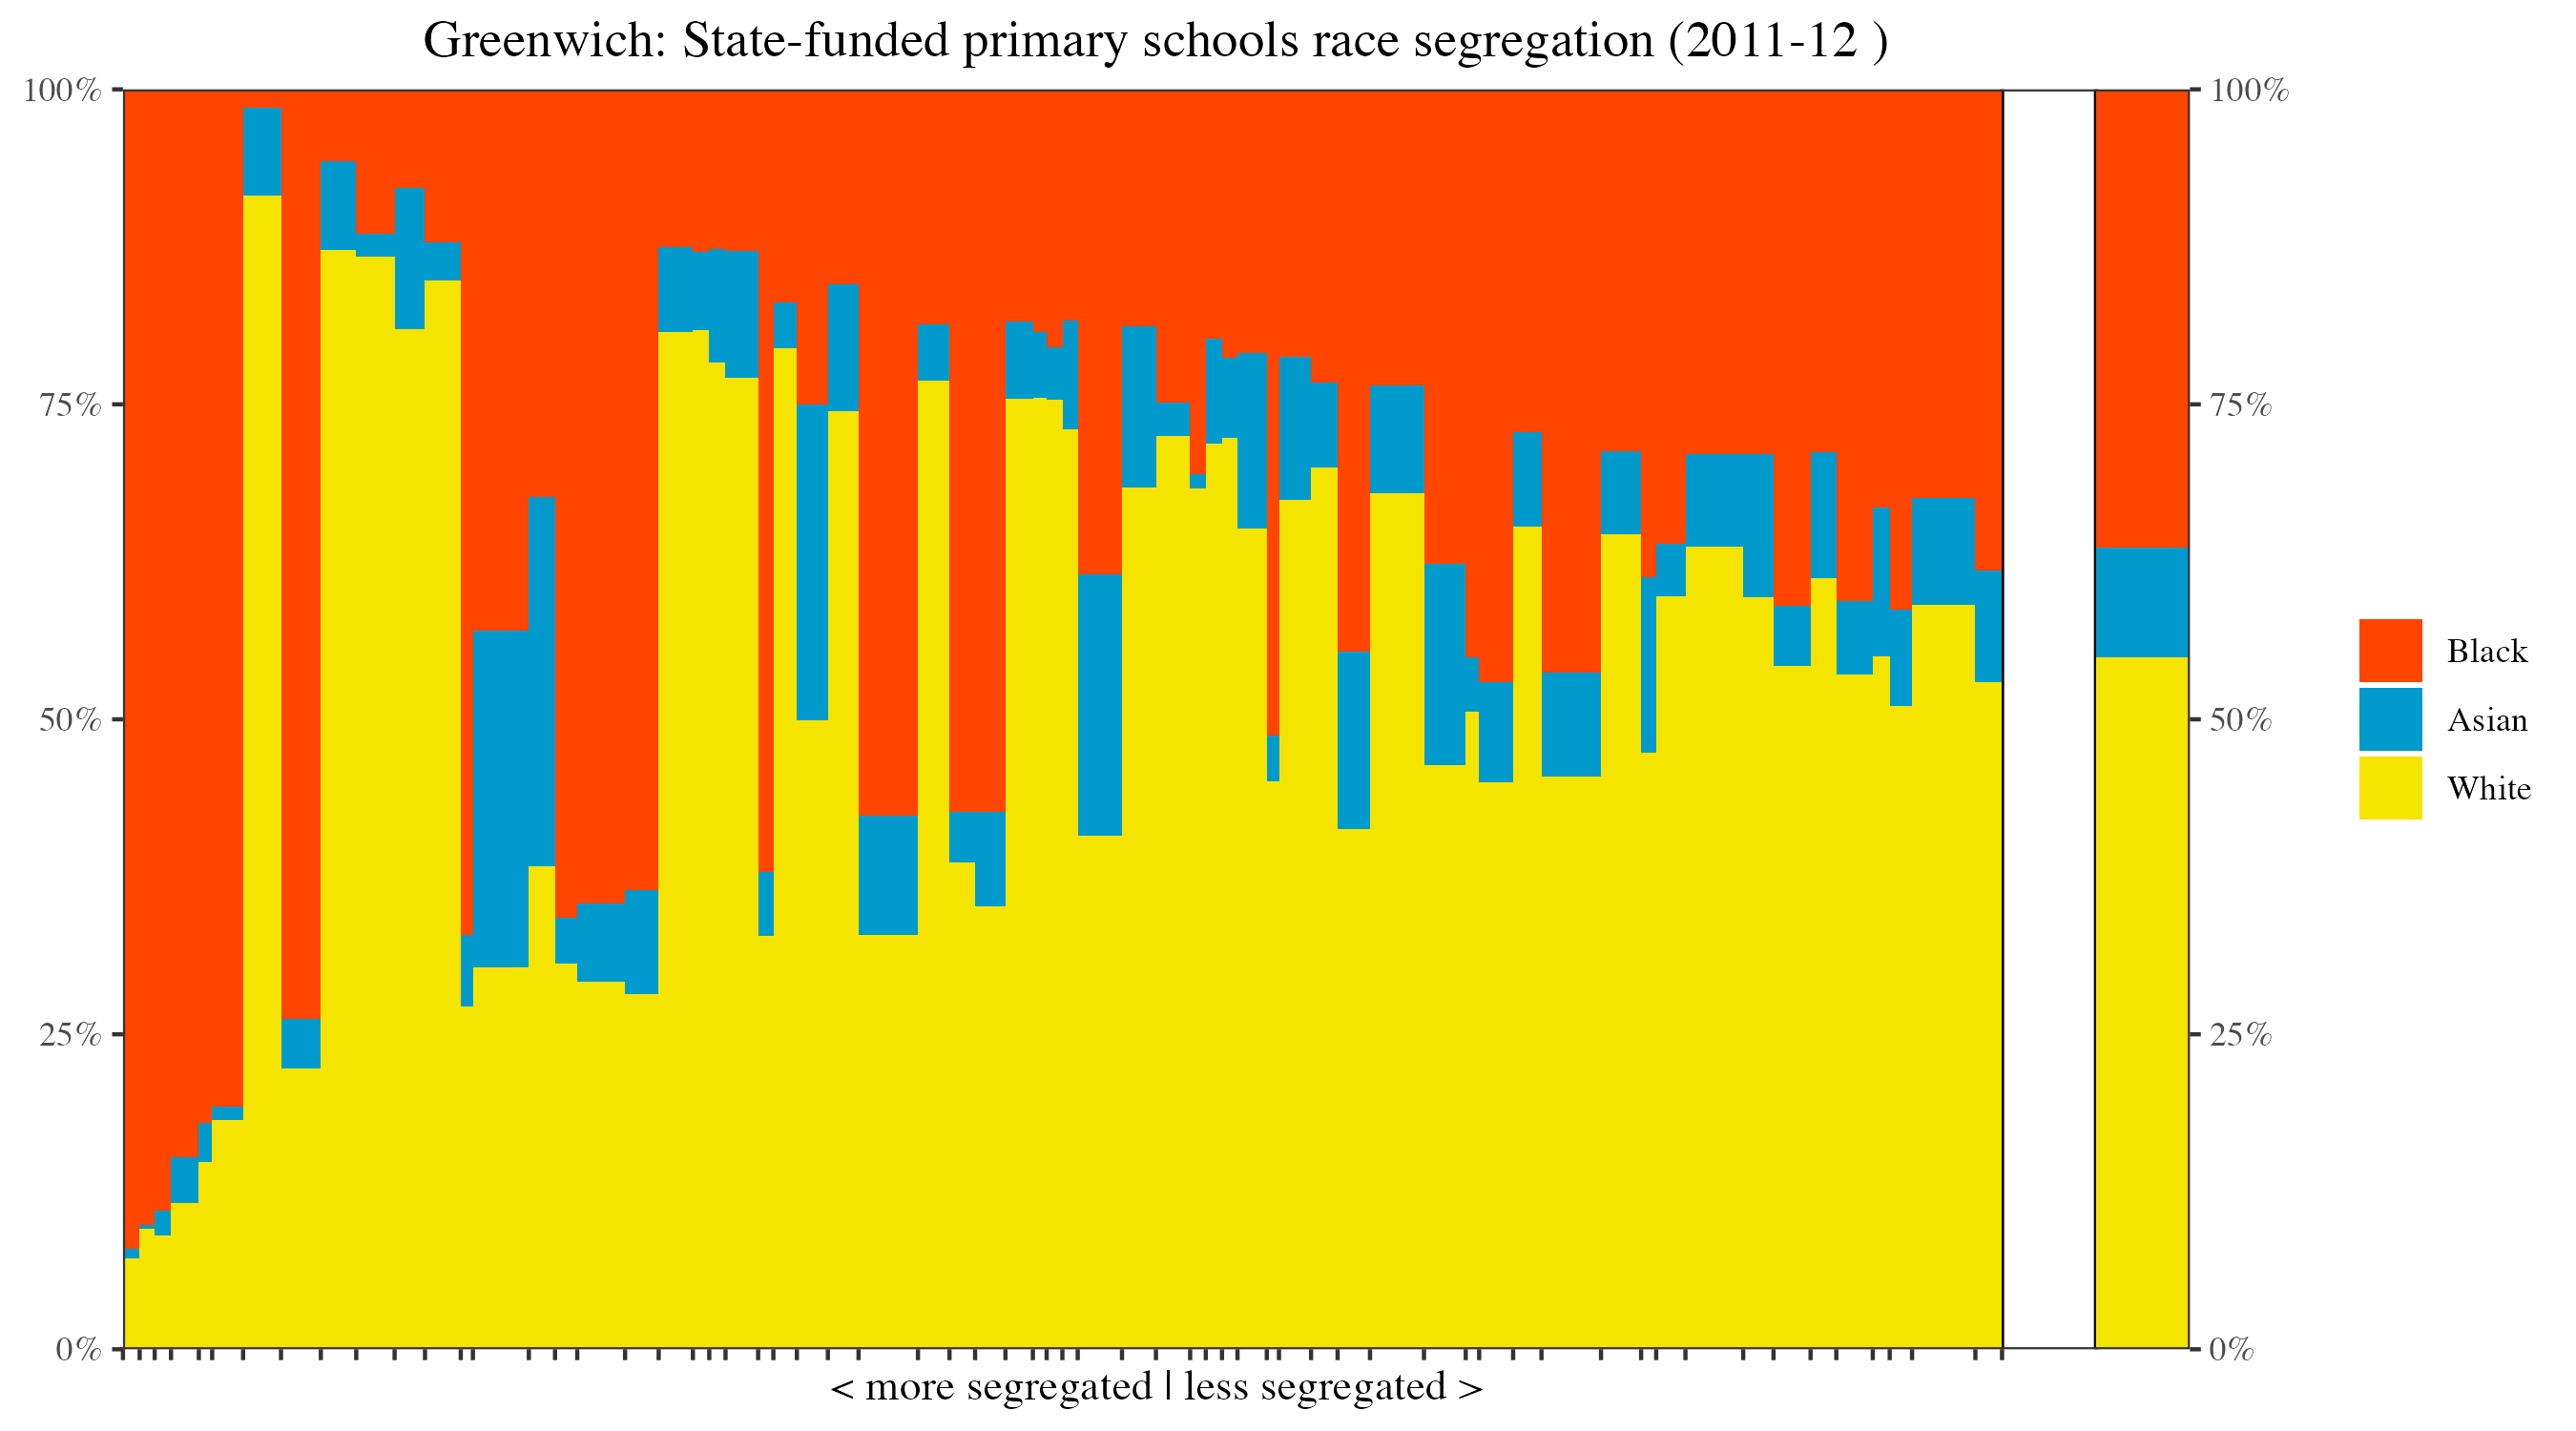 Greenwich: State-funded primary schools race segregation (2011-12 )
100%
75%
50%
25%
0%
100%
75%
50%
25%
0%
Black
Asian
White
< more segregated | less segregated >